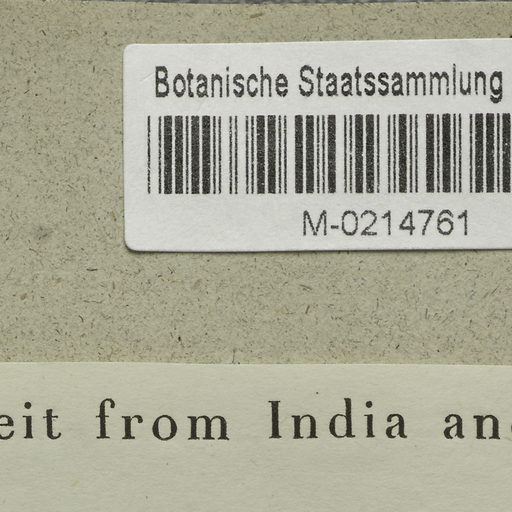 Botanische Staatssammlung
M-0214761
eit from India an